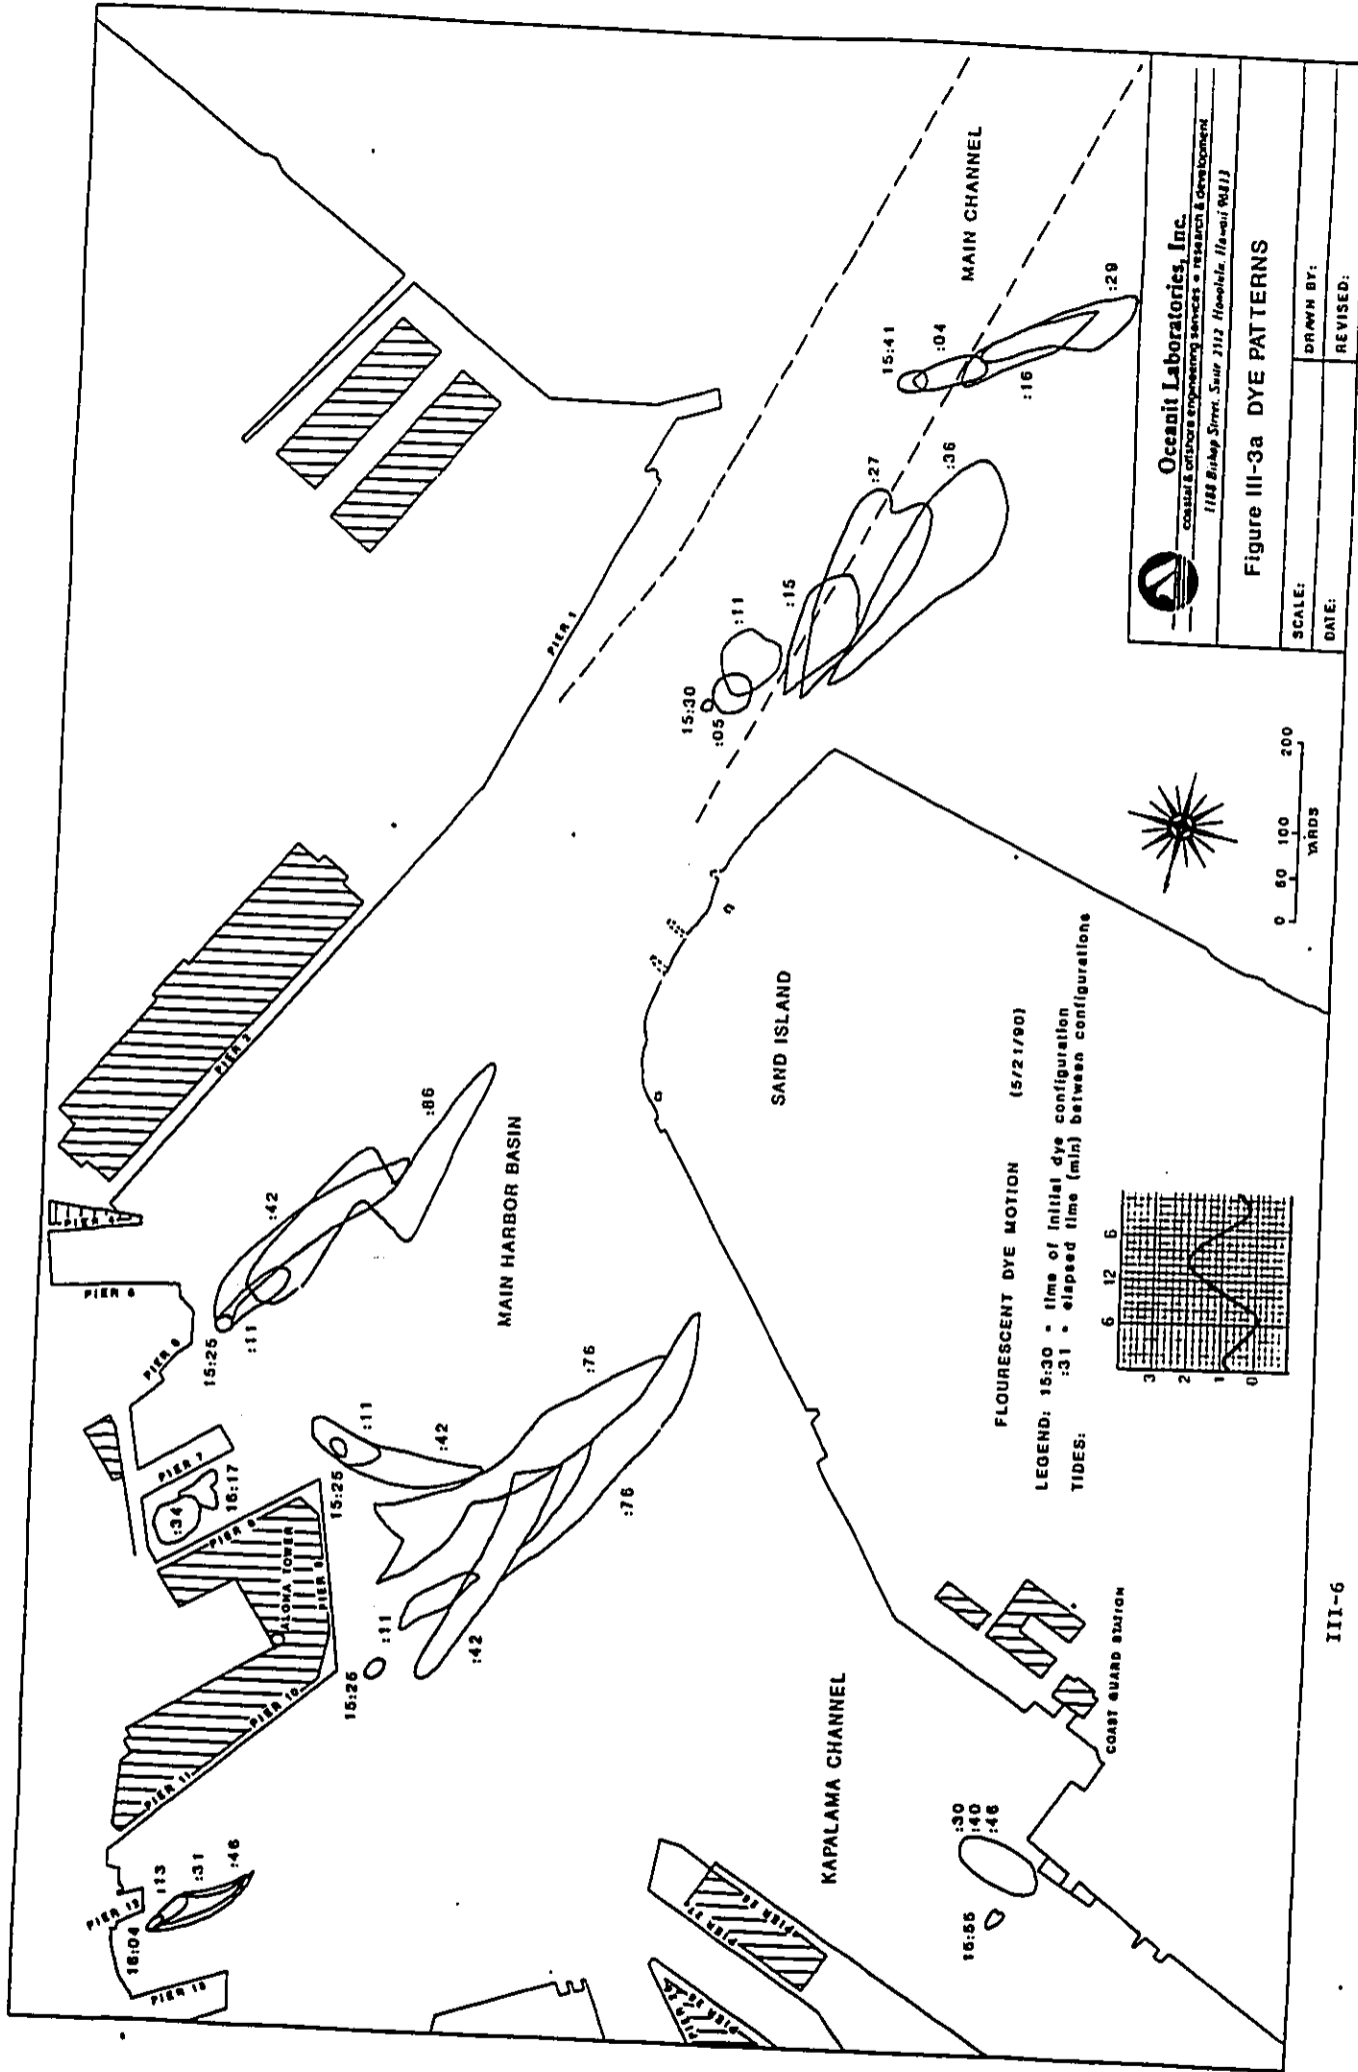 PIER 1
PIER 2
PIER 4
PIER 5
PIER 6
PIER 7
PIER 8
PIER 9
ALOHA TOWER
PIER 10
PIER 11
PIER 12
PIER 15
MAIN HARBOR BASIN
MAIN CHANNEL
SAND ISLAND
KAPALAMA CHANNEL
COAST GUARD STATION
16:04
:13
:31
:46
:34
16:17
15:25
:11
:42
:86
15:25
:11
:42
:76
15:26
:11
:42
:76
15:30
:05
:11
:15
:27
:36
15:41
:04
:16
:29
:30
:40
:46
FLOURESCENT DYE MOTION (5/21/90)
LEGEND: 15:30 = time of initial dye configuration
:31 = elapsed time (min) between configurations
TIDES:
6 12 6
3
2
1
0
0 50 100 200
YARDS
Oceanit Laboratories, Inc.
coastal & offshore engineering services • research & development
1188 Bishop Street, Suite 2512 Honolulu, Hawaii 96813
Figure III-3a DYE PATTERNS
SCALE:
DRAWN BY:
DATE:
REVISED:
III-6